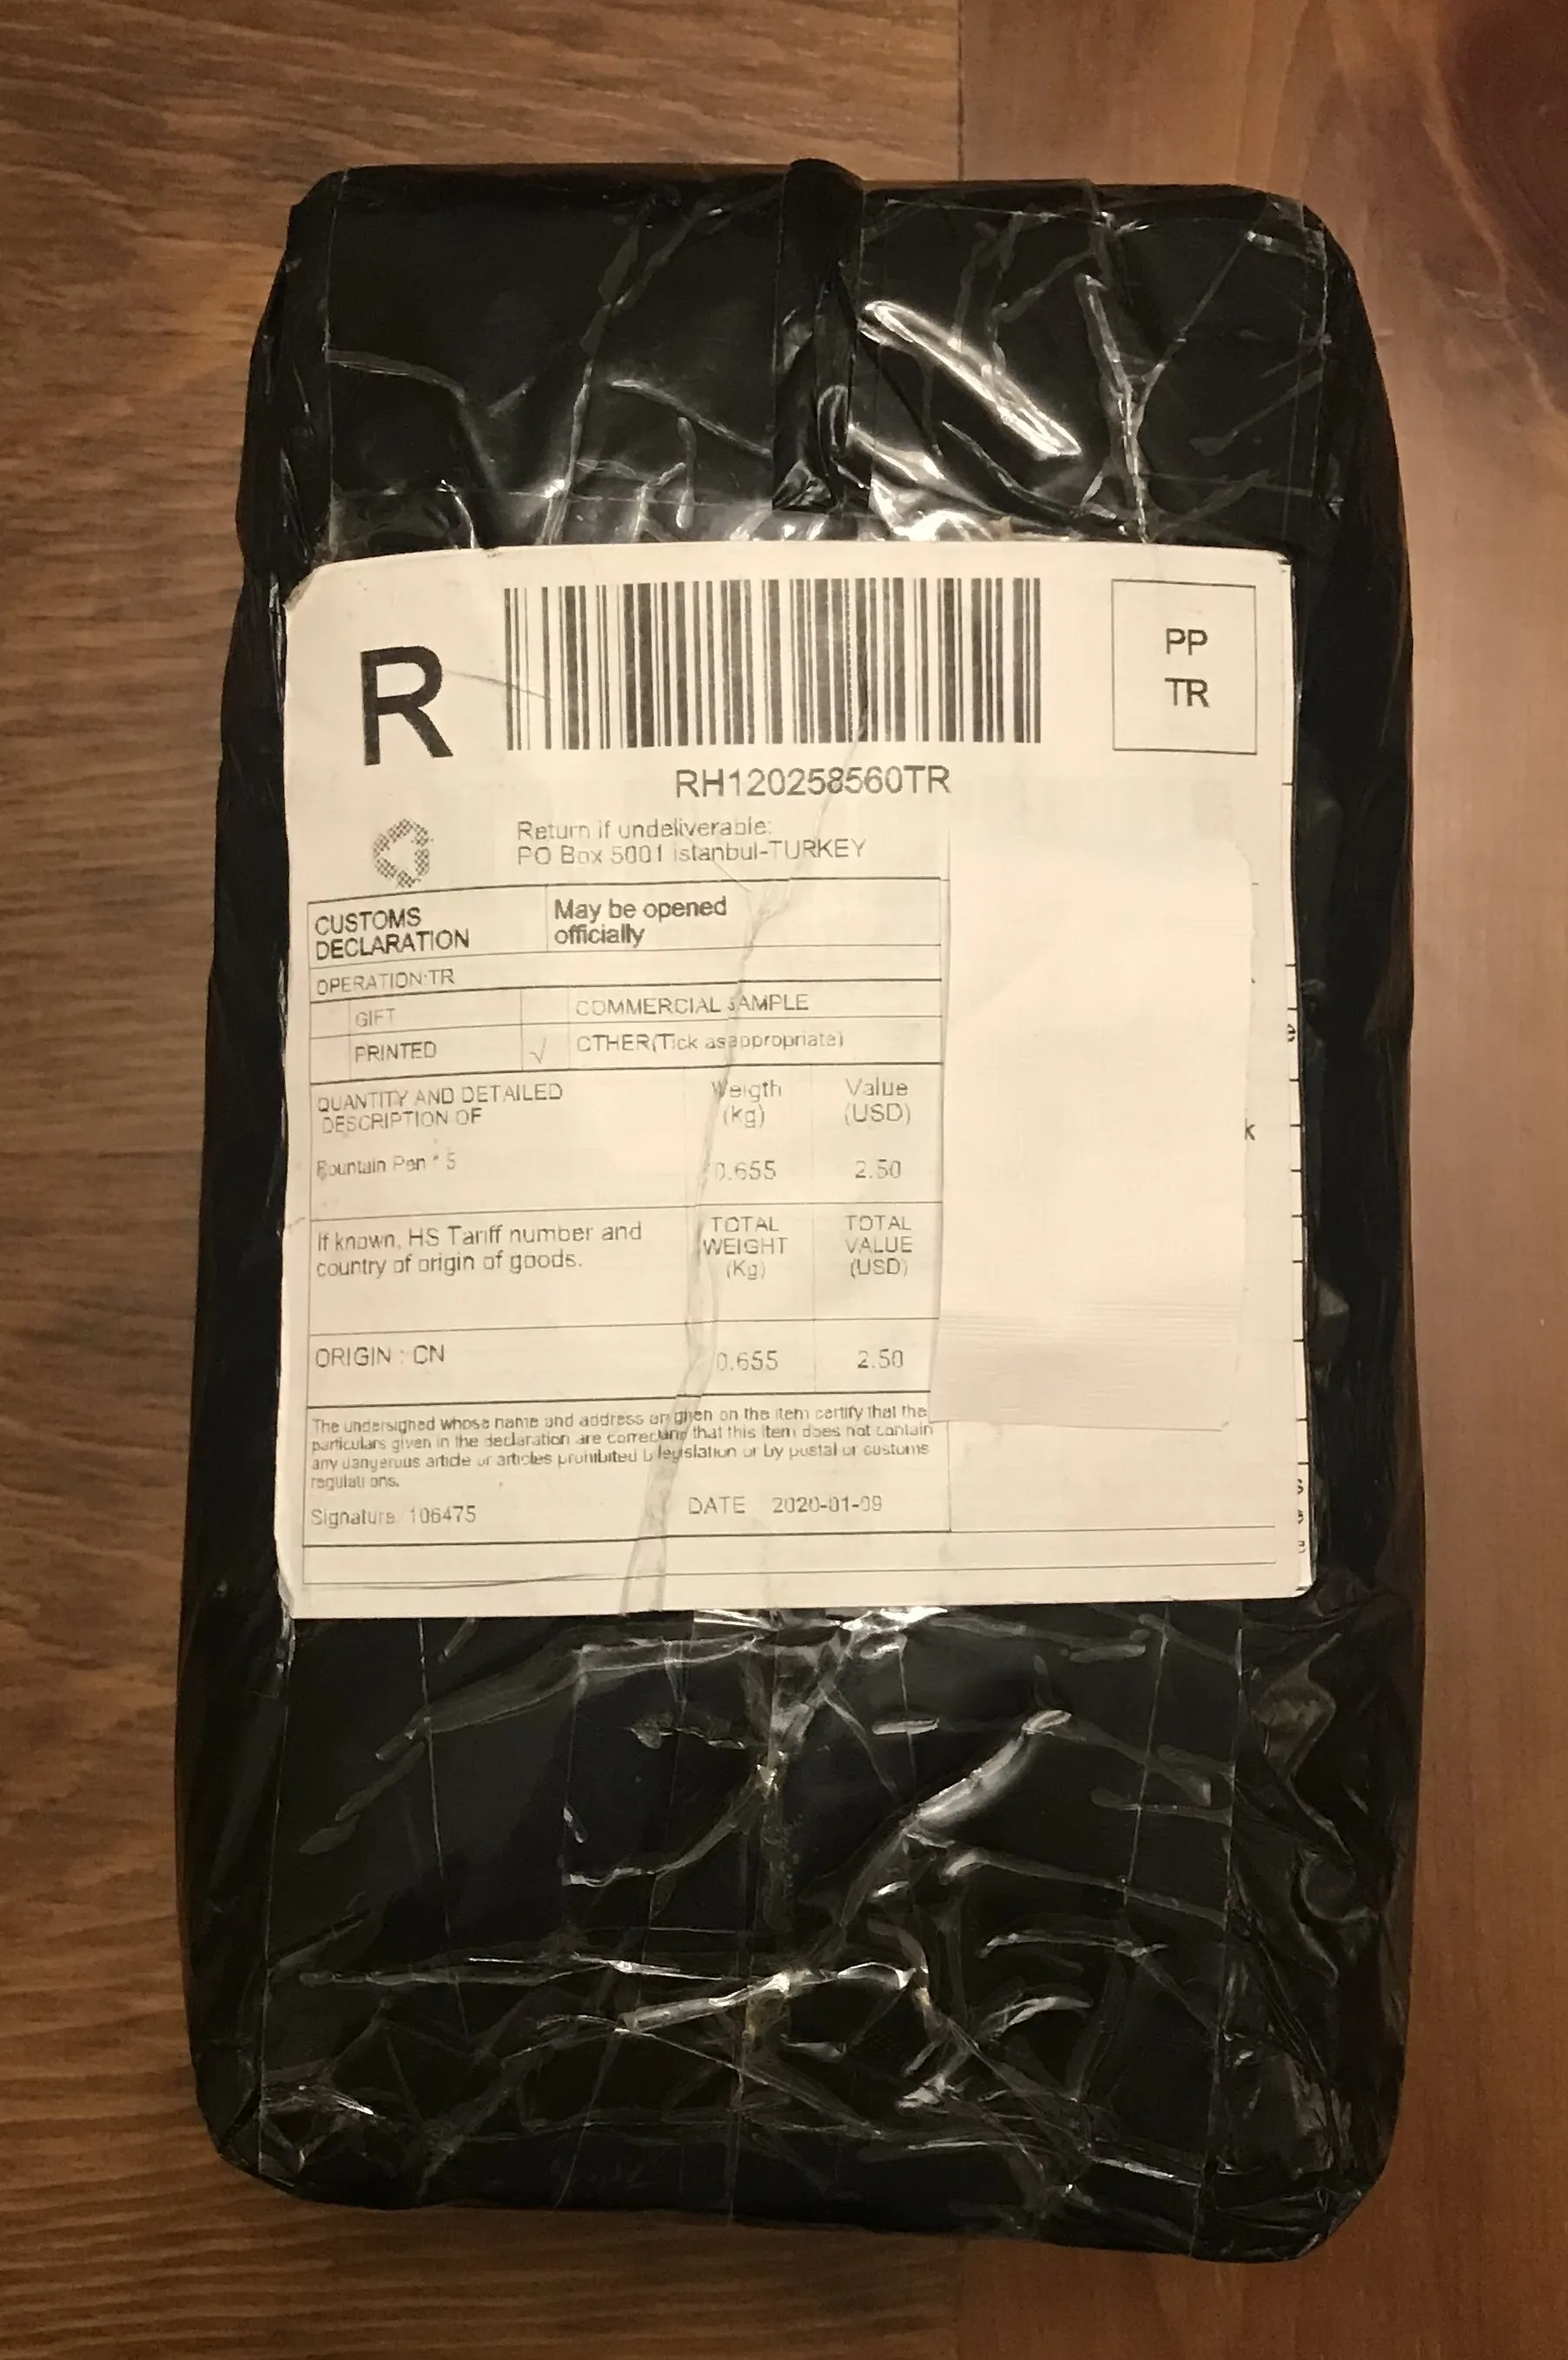 R
PP
TR
RH120258560TR
Return if undeliverable:
PO Box 5001 istanbul-TURKEY
CUSTOMS
DECLARATION
May be opened
officially
OPERATION:TR
GIFT
COMMERCIAL SAMPLE
PRINTED
√
OTHER(Tick asappropriate)
QUANTITY AND DETAILED
DESCRIPTION OF
Weigth
(kg)
Value
(USD)
Fountain Pen * 5
0.655
2.50
If known, HS Tariff number and
country of origin of goods.
TOTAL
WEIGHT
(Kg)
TOTAL
VALUE
(USD)
ORIGIN : CN
0.655
2.50
The undersigned whose name and address are given on the item certify that the
particulars given in the declaration are correct and that this item does not contain
any dangerous article or articles prohibited by legislation or by postal or customs
regulati ons.
Signature: 106475
DATE 2020-01-09
e
k
s
e
e